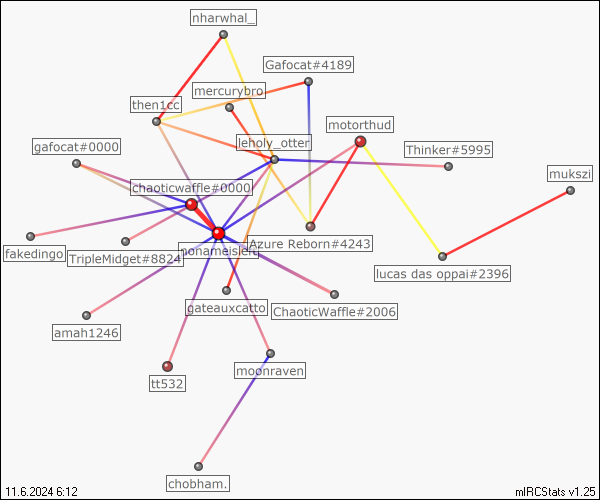 nharwhal_
Gafocat#4189
mercurybro
then1cc
motorthud
leholy_otter
gafocat#0000
Thinker#5995
mukszi
chaoticwaffle#0000
fakedingo
TripleMidget#8824
Azure Reborn#4243
lucas das oppai#2396
gateauxcatto
ChaoticWaffle#2006
amah1246
moonraven
tt532
chobham.
11.6.2024 6:12
mIRCStats v1.25